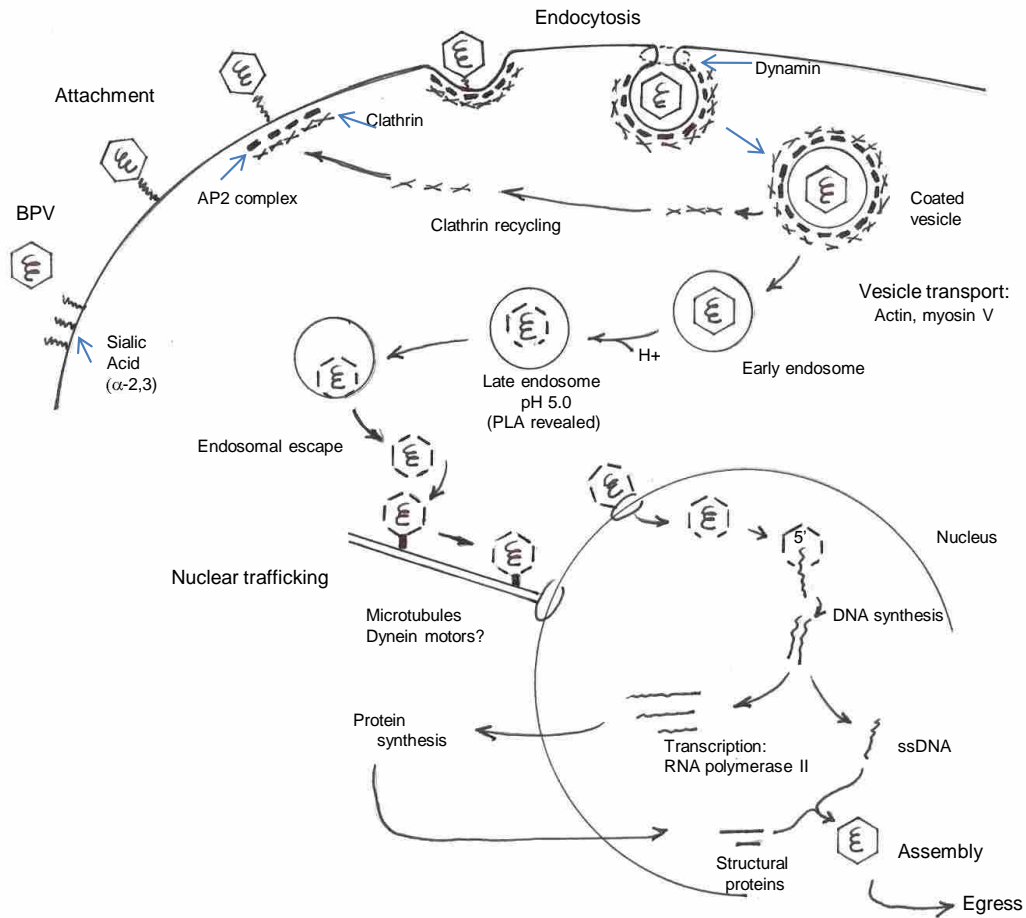 Endocytosis
Dynamin
Attachment
Clathrin
AP2 complex
BPV
Clathrin recycling
Coated
vesicle
Vesicle transport:
Actin, myosin V
Sialic
Acid
(α-2,3)
H+
Early endosome
Late endosome
pH 5.0
(PLA revealed)
Endosomal escape
Nucleus
5'
Nuclear trafficking
Microtubules
Dynein motors?
DNA synthesis
Protein
synthesis
Transcription:
RNA polymerase II
ssDNA
Structural
proteins
Assembly
Egress